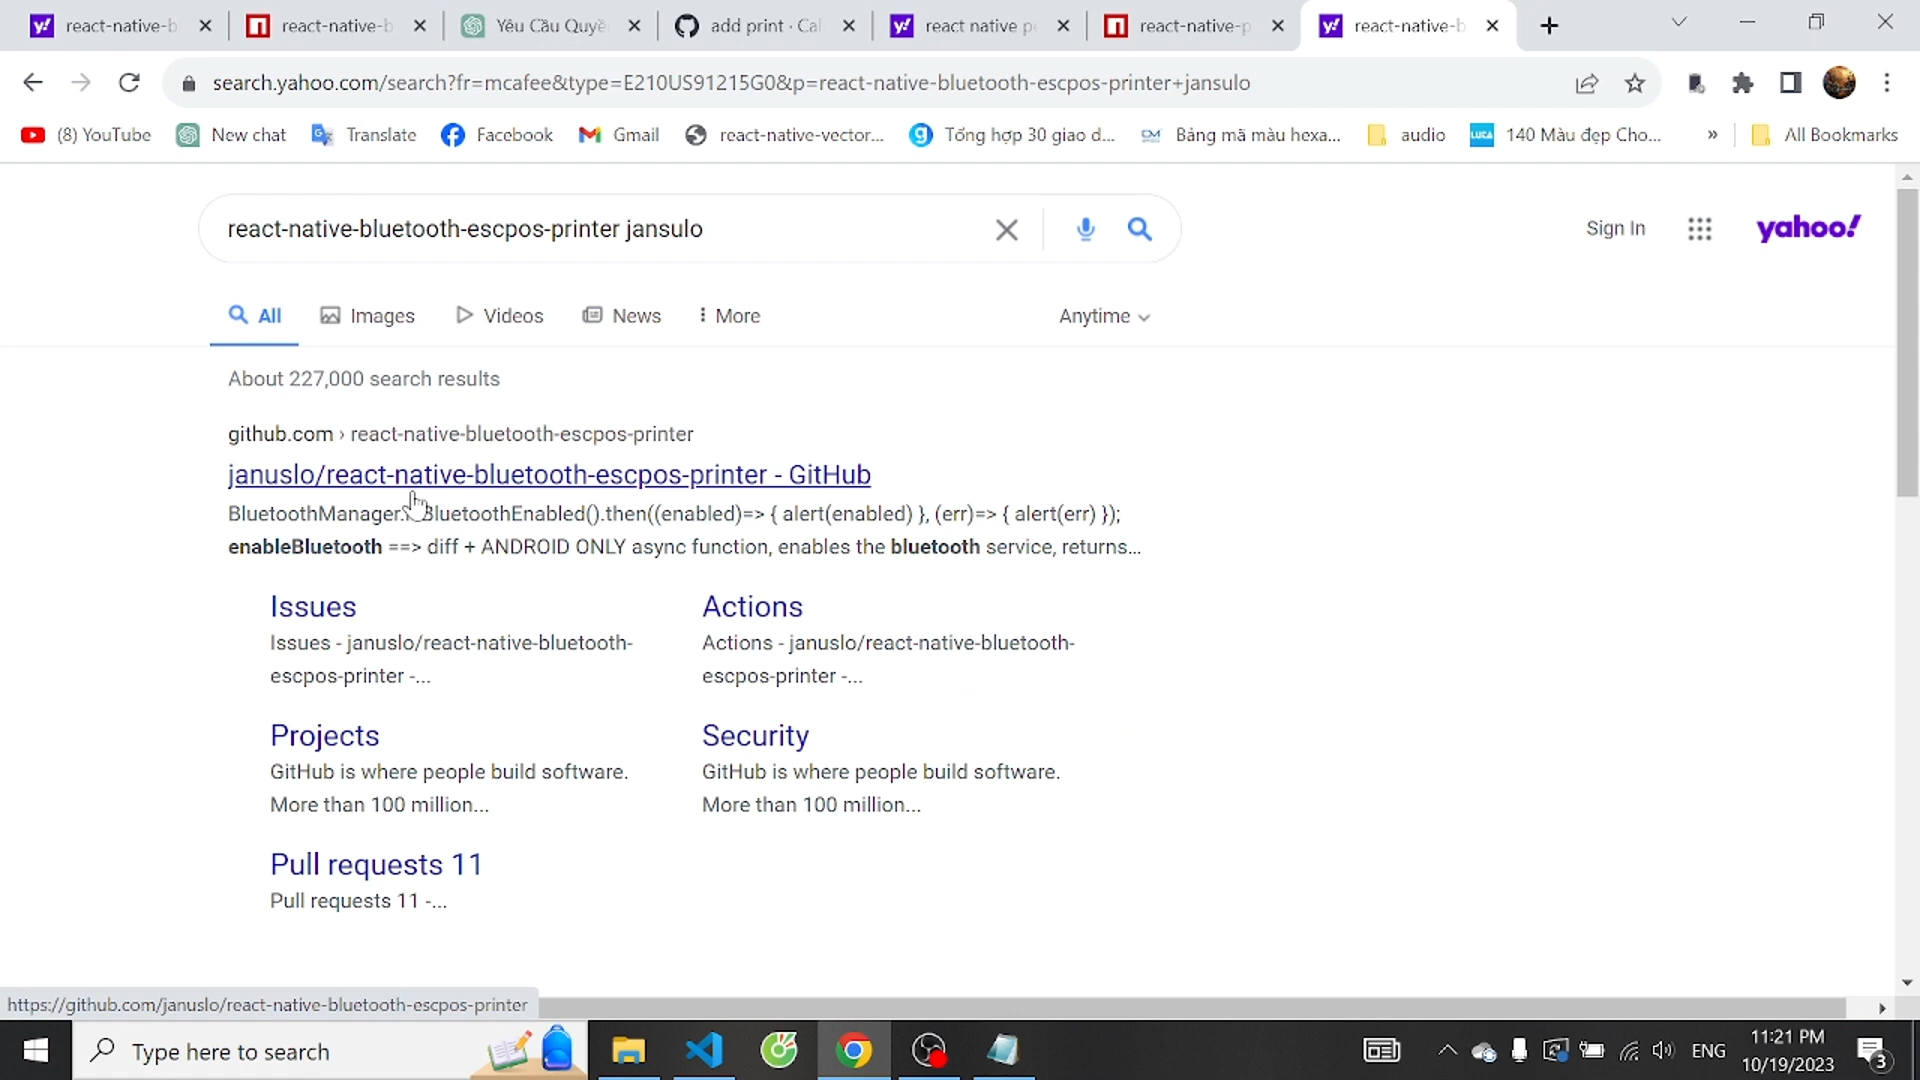 react-native-b
react-native-b
Yêu Cầu Quyề
add print · Cal
react native pe
react-native-p
react-native-b
search.yahoo.com/search?fr=mcafee&type=E210US91215G0&p=react-native-bluetooth-escpos-printer+jansulo
(8) YouTube
New chat
Translate
Facebook
Gmail
react-native-vector...
Tổng hợp 30 giao d...
Bảng mã màu hexa...
audio
140 Màu đẹp Cho...
»
All Bookmarks
react-native-bluetooth-escpos-printer jansulo
Sign In
yahoo!
All
Images
Videos
News
More
Anytime
About 227,000 search results
github.com › react-native-bluetooth-escpos-printer
januslo/react-native-bluetooth-escpos-printer - GitHub
BluetoothManager. BluetoothEnabled().then((enabled)=> { alert(enabled) }, (err)=> { alert(err) });
enableBluetooth ==> diff + ANDROID ONLY async function, enables the bluetooth service, returns...
Issues
Issues - januslo/react-native-bluetooth-
escpos-printer -...
Actions
Actions - januslo/react-native-bluetooth-
escpos-printer -...
Projects
GitHub is where people build software.
More than 100 million...
Security
GitHub is where people build software.
More than 100 million...
Pull requests 11
Pull requests 11 -...
https://github.com/januslo/react-native-bluetooth-escpos-printer
Type here to search
ENG
11:21 PM
10/19/2023
3